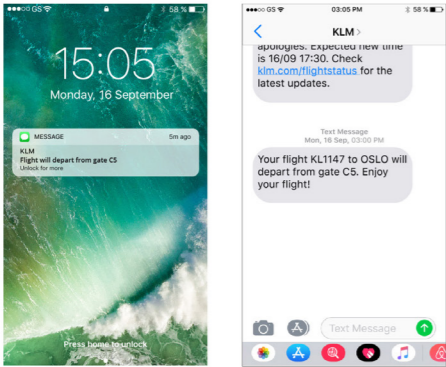 GS
58 %
15:05
Monday, 16 September
MESSAGE
5m ago
KLM
Flight will depart from gate C5
Unlock for more
Press home to unlock
GS
03:05 PM
58 %
KLM
apologies. Expected new time
is 16/09 17:30. Check
klm.com/flightstatus for the
latest updates.
Text Message
Mon, 16 Sep, 03:00 PM
Your flight KL1147 to OSLO will
depart from gate C5. Enjoy
your flight!
Text Message